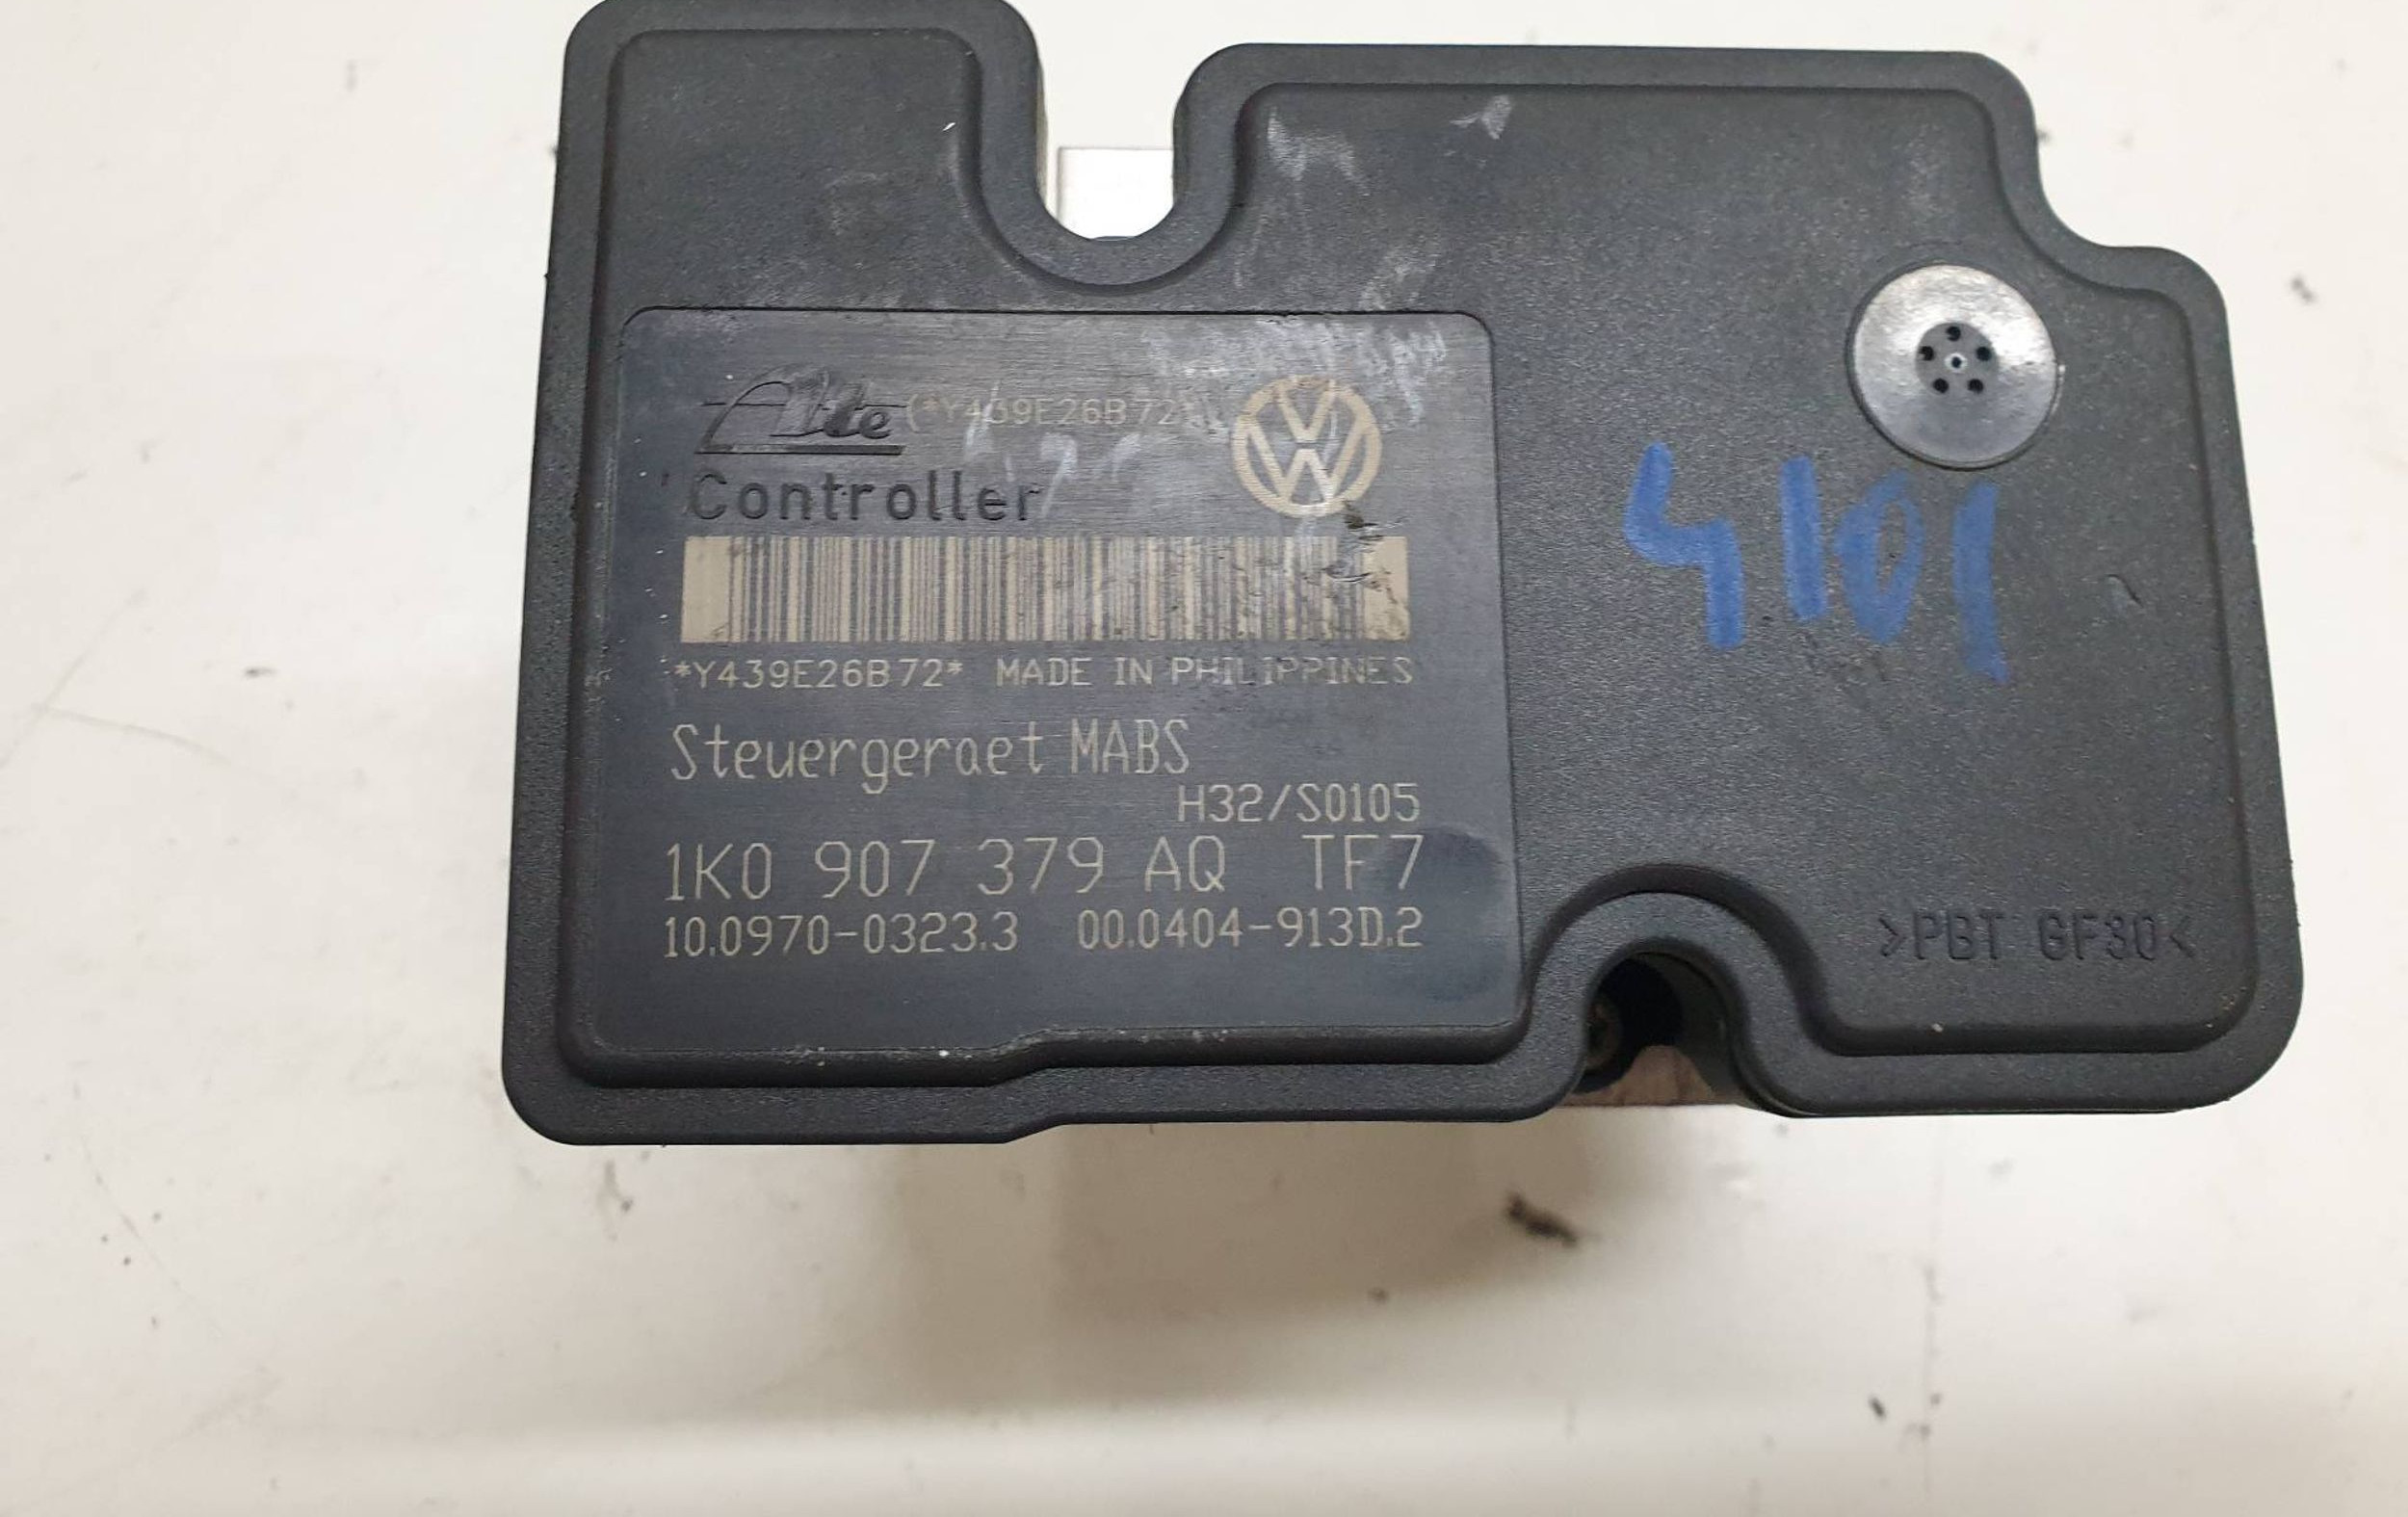 Ate (*Y439E26B72*)
Controller
*Y439E26B72* MADE IN PHILIPPINES
Steuergeraet MABS
H32/S0105
1K0 907 379 AQ TF7
10.0970-0323.3 00.0404-913D.2
4101
>PBT GF30<